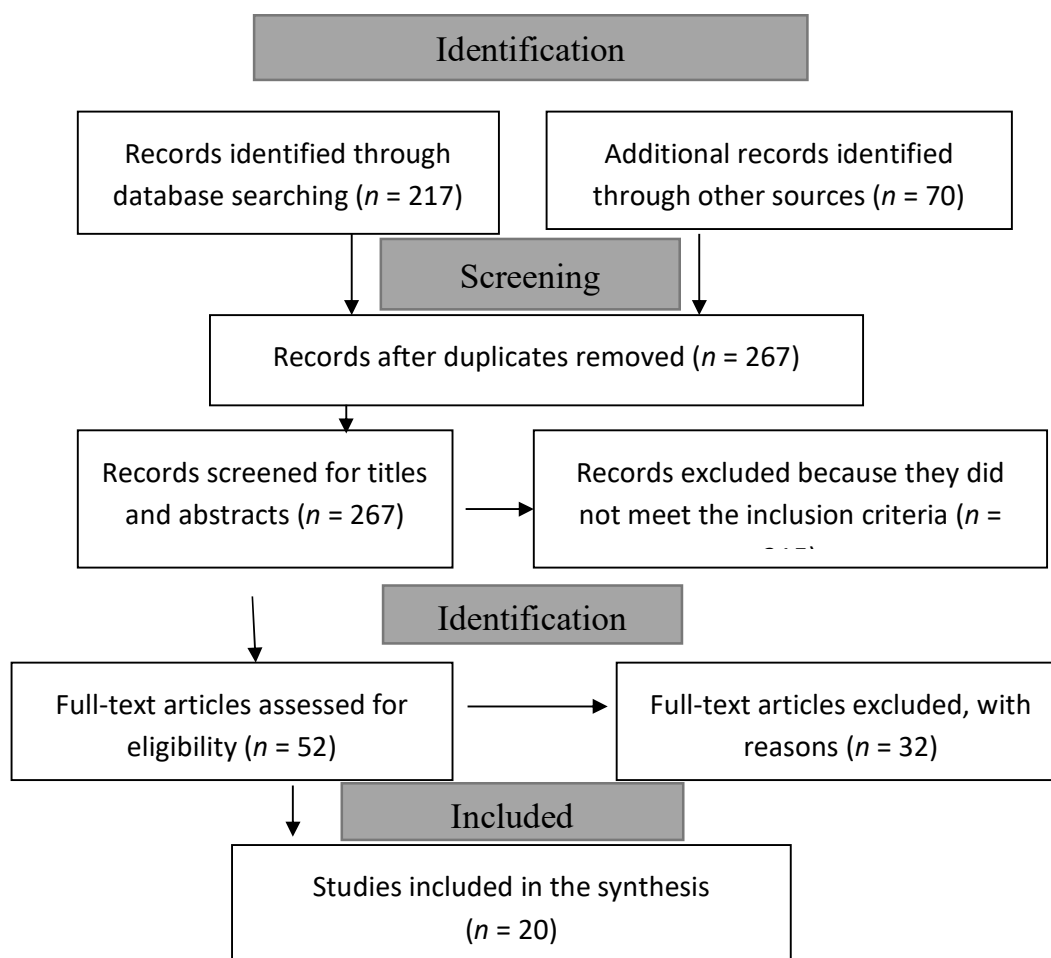 Identification
Records identified through
database searching (n = 217)
Additional records identified
through other sources (n = 70)
Screening
Records after duplicates removed (n = 267)
Records screened for titles
and abstracts (n = 267)
Records excluded because they did
not meet the inclusion criteria (n =
Identification
Full-text articles assessed for
eligibility (n = 52)
Full-text articles excluded, with
reasons (n = 32)
Included
Studies included in the synthesis
(n = 20)